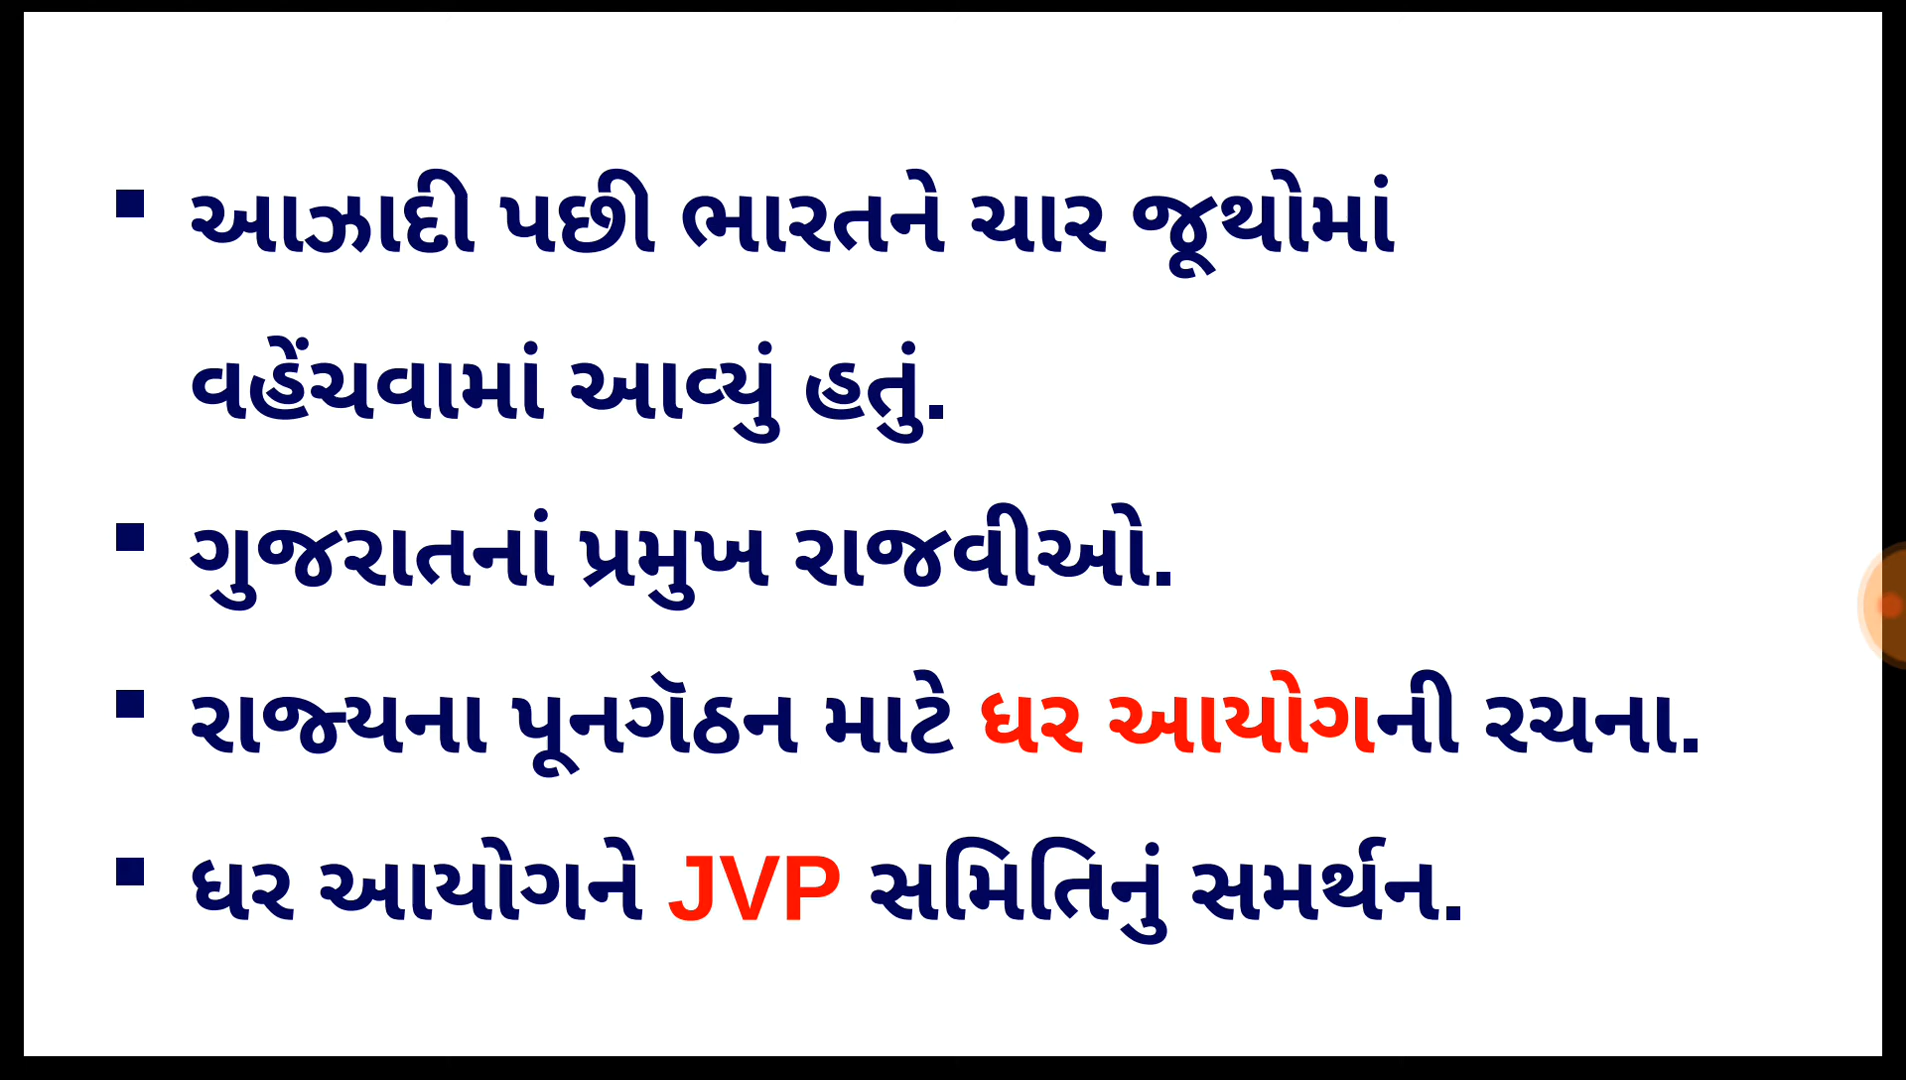 ▪ આઝાદી પછી ભારતને ચાર જૂથોમાં
વહેંચવામાં આવ્યું હતું.
▪ ગુજરાતનાં પ્રમુખ રાજવીઓ.
▪ રાજ્યના પૂનગૅઠન માટે ધર આયોગની રચના.
▪ ધર આયોગને JVP સમિતિનું સમર્થન.